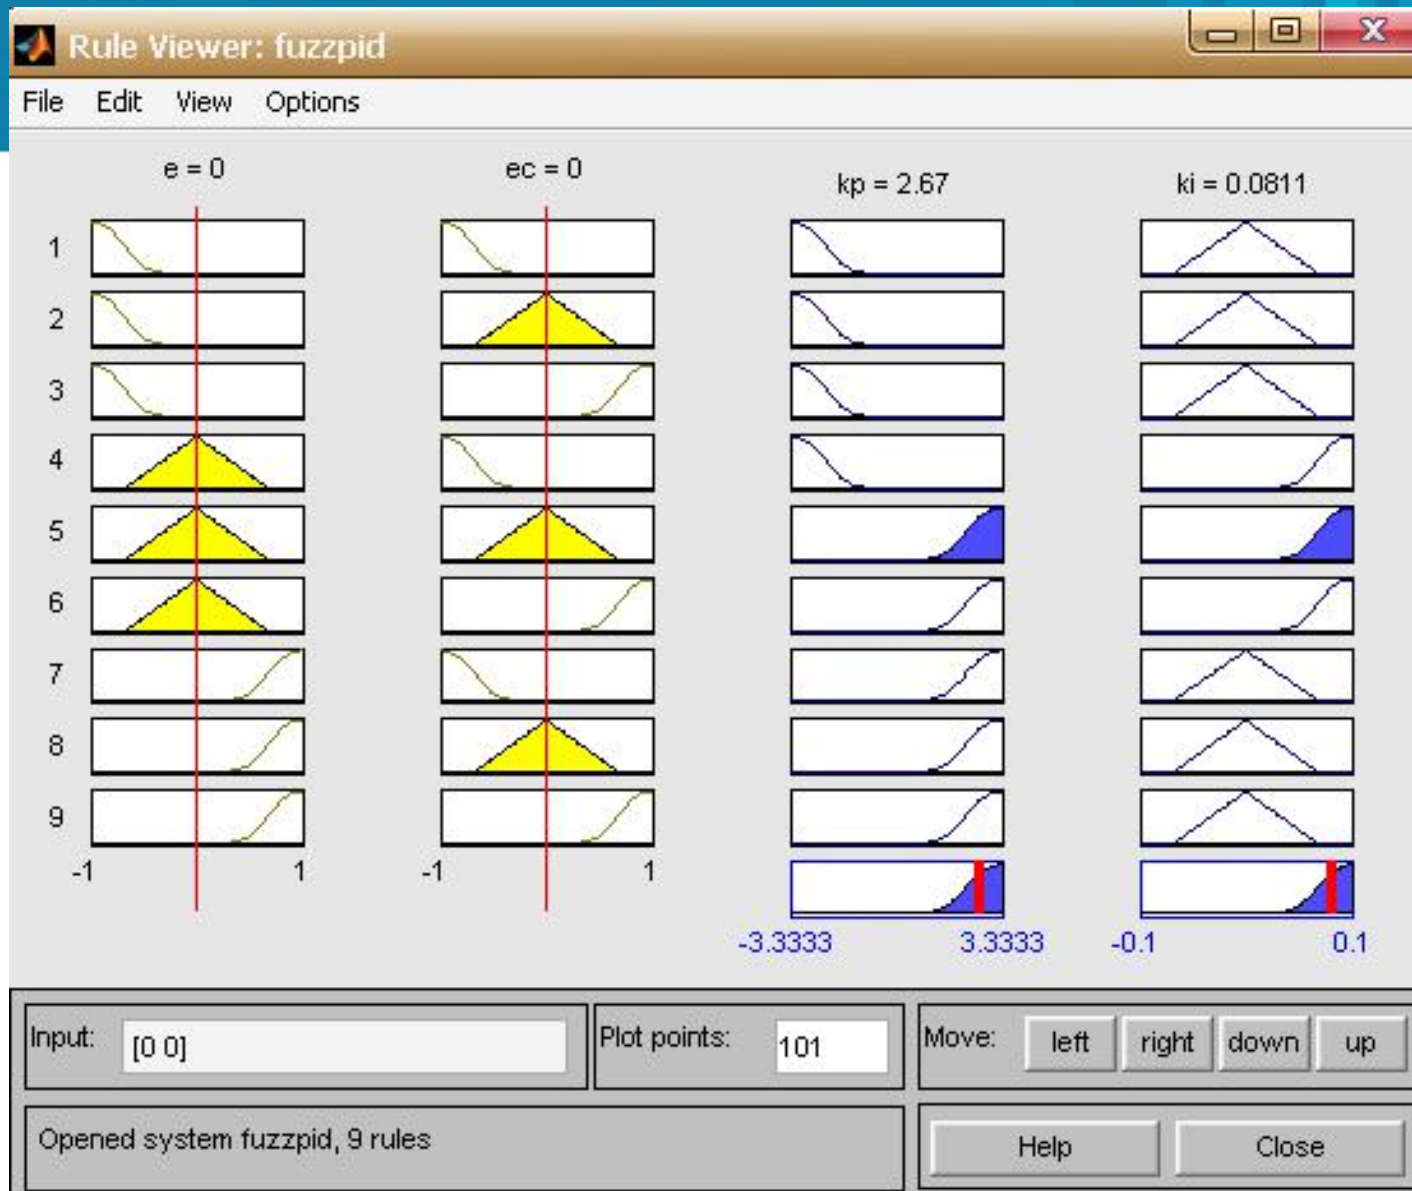 Rule Viewer: fuzzpid
File Edit View Options
e = 0 ec = 0 kp = 2.67 ki = 0.0811
1
2
3
4
5
6
7
8
9
-1 1 -1 1
-3.3333 3.3333 -0.1 0.1
Input: [0 0] Plot points: 101 Move: left right down up
Opened system fuzzpid, 9 rules Help Close